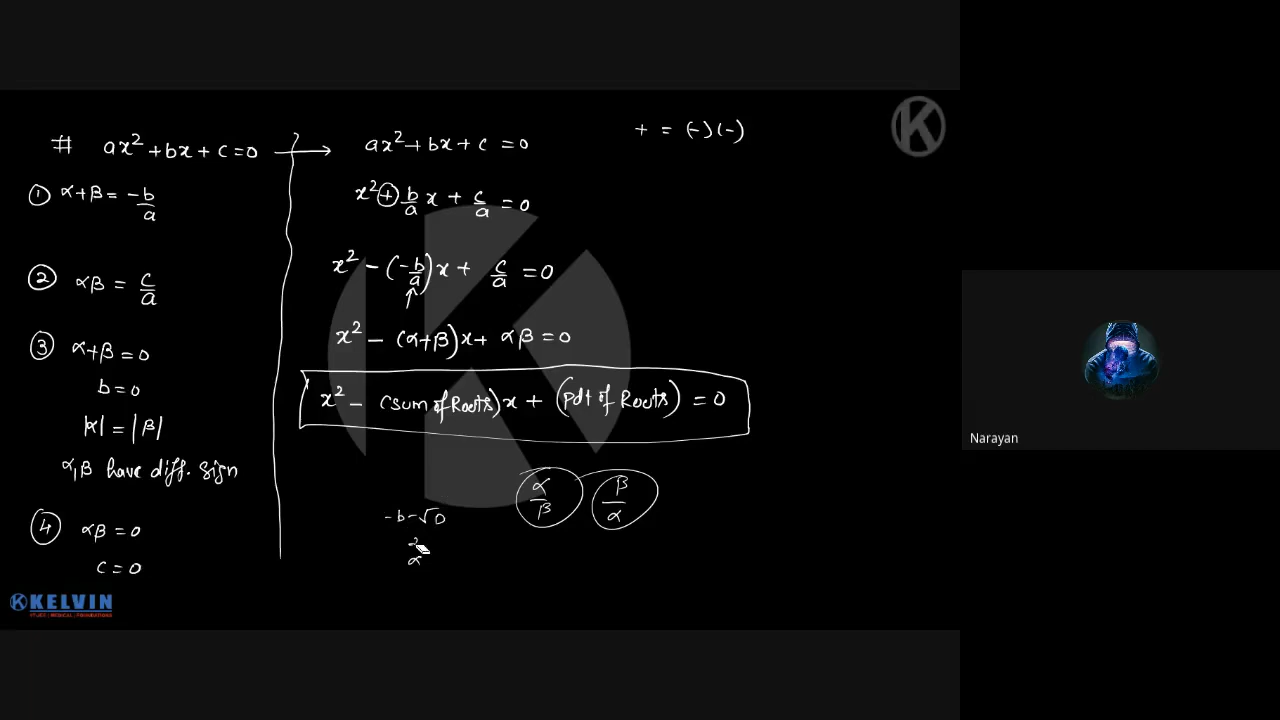 # ax² + bx + c = 0
① α+β = -b/a
② αβ = c/a
③ α+β = 0
b = 0
|α| = |β|
α, β have diff. Sign
④ αβ = 0
c = 0
ax² + bx + c = 0
x² + b/a x + c/a = 0
x² - (-b/a)x + c/a = 0
x² - (α+β)x + αβ = 0
x² - (sum of Roots)x + (Pdt of Roots) = 0
α/β β/α
-b-√D
α
+ = (-)(-)
K
Narayan
KELVIN